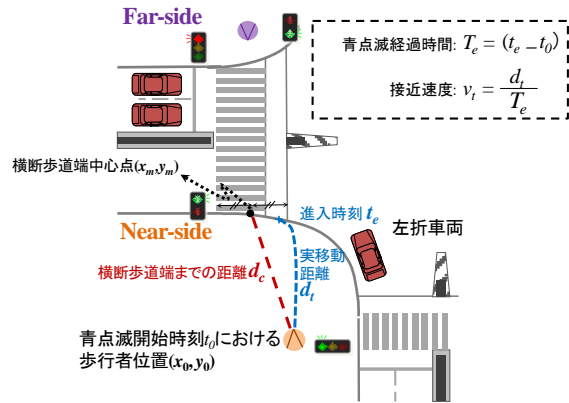 Far-side
青点滅経過時間: Tₑ = (tₑ – t₀)
接近速度: vₜ = dₜ / Tₑ
横断歩道端中心点(xₘ,yₘ)
進入時刻 tₑ
Near-side
左折車両
実移動
距離
dₜ
横断歩道端までの距離 d_c
青点滅開始時刻t₀における
歩行者位置(x₀,y₀)